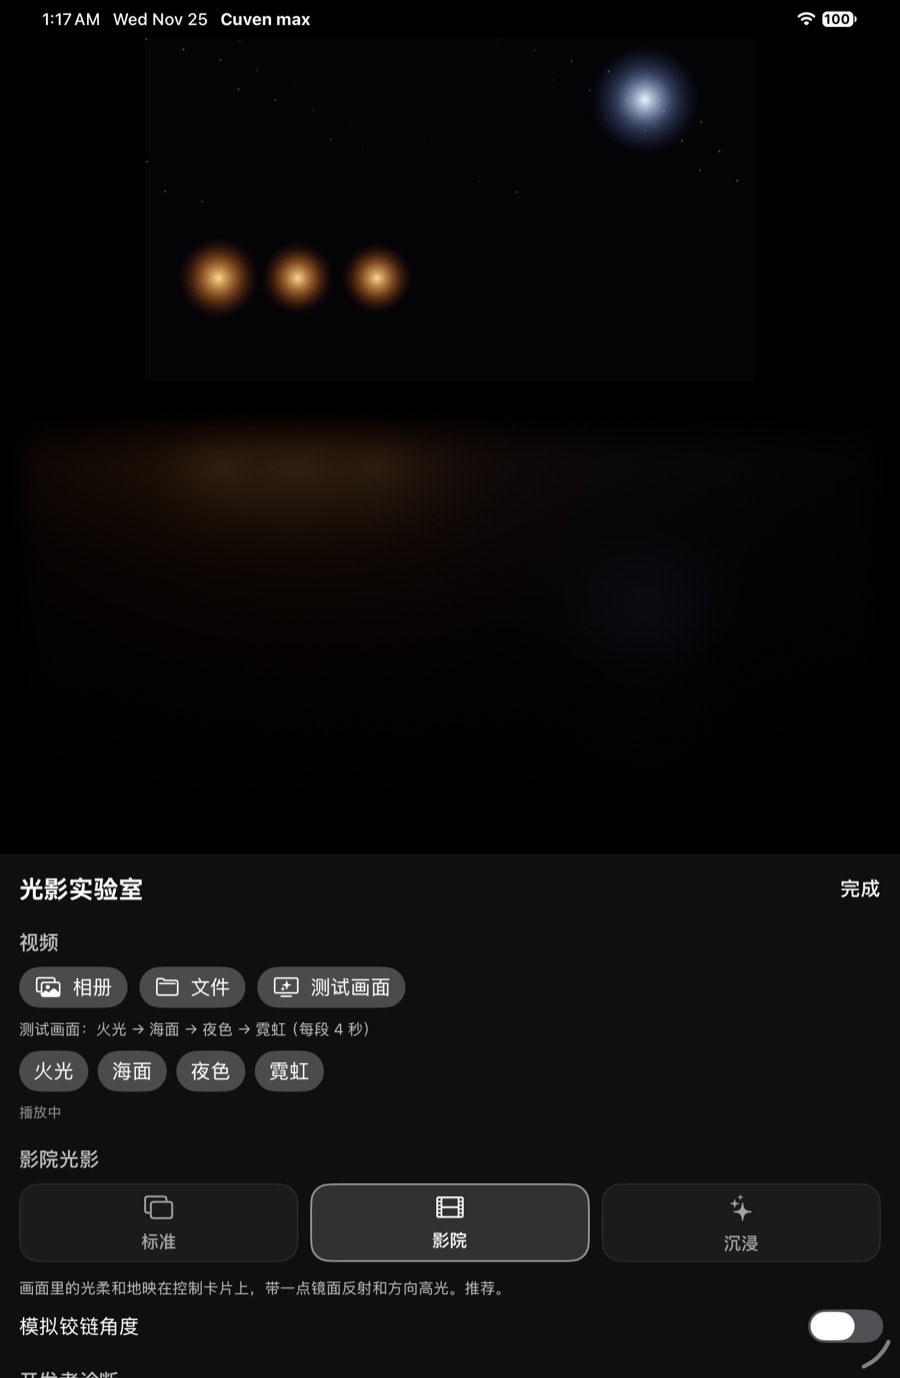 1:17 AM Wed Nov 25 Cuven max 100
光影实验室 完成
视频
相册 文件 测试画面
测试画面：火光 → 海面 → 夜色 → 霓虹（每段 4 秒）
火光 海面 夜色 霓虹
播放中
影院光影
标准 影院 沉浸
画面里的光柔和地映在控制卡片上，带一点镜面反射和方向高光。推荐。
模拟铰链角度
开发者诊断